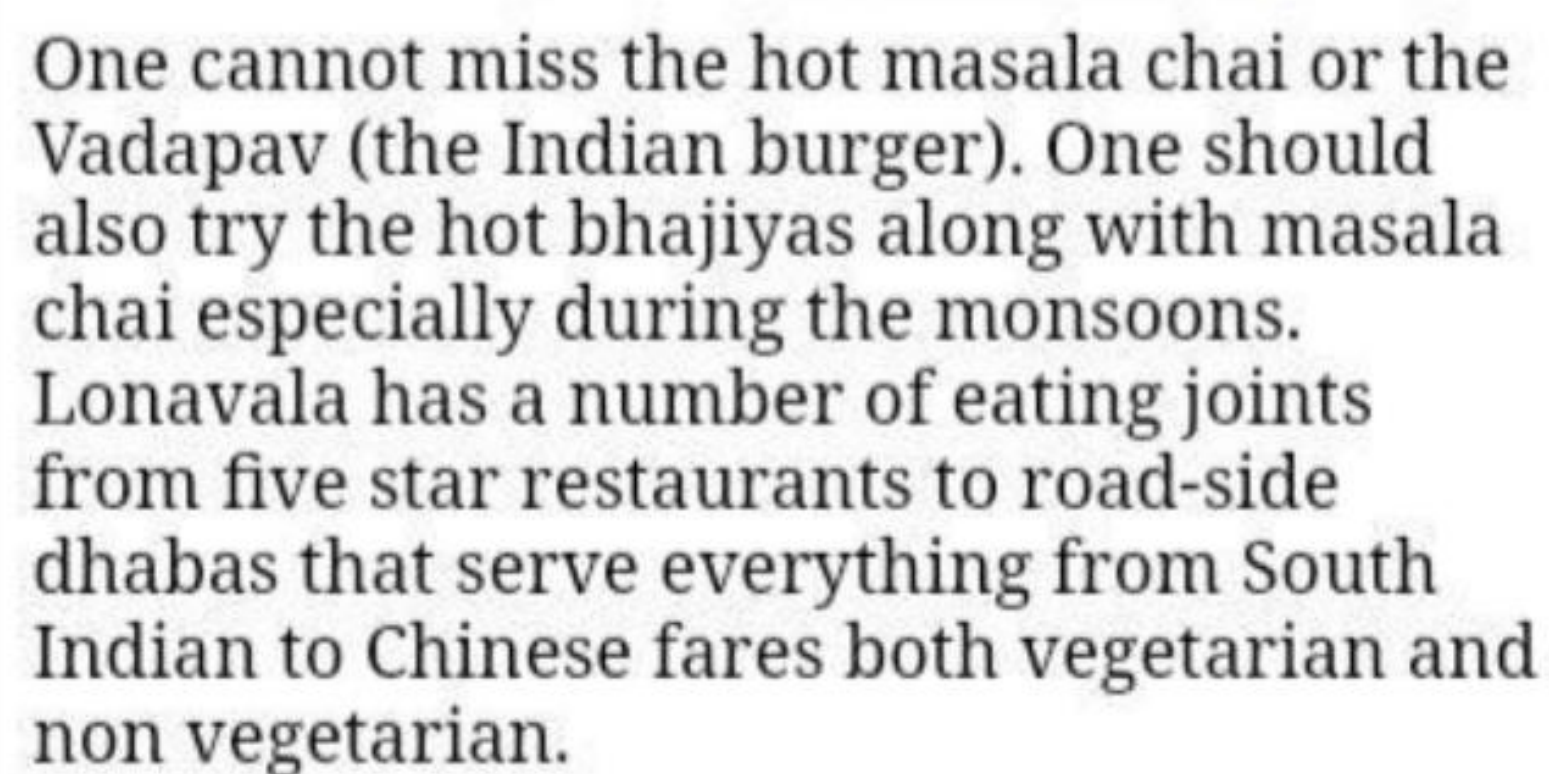 One cannot miss the hot masala chai or the
Vadapav (the Indian burger). One should
also try the hot bhajiyas along with masala
chai especially during the monsoons.
Lonavala has a number of eating joints
from five star restaurants to road-side
dhabas that serve everything from South
Indian to Chinese fares both vegetarian and
non vegetarian.